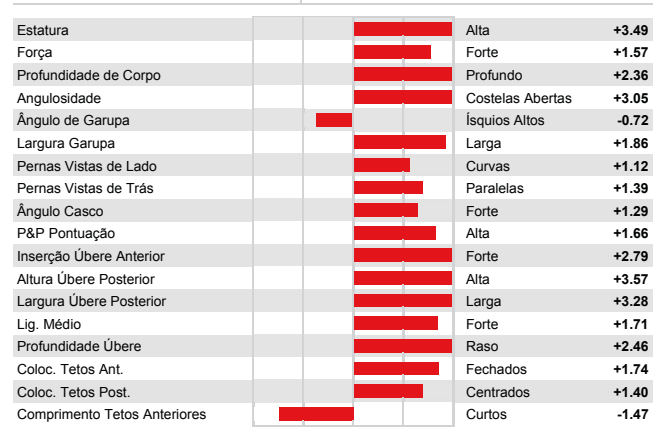 Estatura Alta +3.49
Força Forte +1.57
Profundidade de Corpo Profundo +2.36
Angulosidade Costelas Abertas +3.05
Ângulo de Garupa Ísquios Altos -0.72
Largura Garupa Larga +1.86
Pernas Vistas de Lado Curvas +1.12
Pernas Vistas de Trás Paralelas +1.39
Ângulo Casco Forte +1.29
P&P Pontuação Alta +1.66
Inserção Úbere Anterior Forte +2.79
Altura Úbere Posterior Alta +3.57
Largura Úbere Posterior Larga +3.28
Lig. Médio Forte +1.71
Profundidade Úbere Raso +2.46
Coloc. Tetos Ant. Fechados +1.74
Coloc. Tetos Post. Centrados +1.40
Comprimento Tetos Anteriores Curtos -1.47